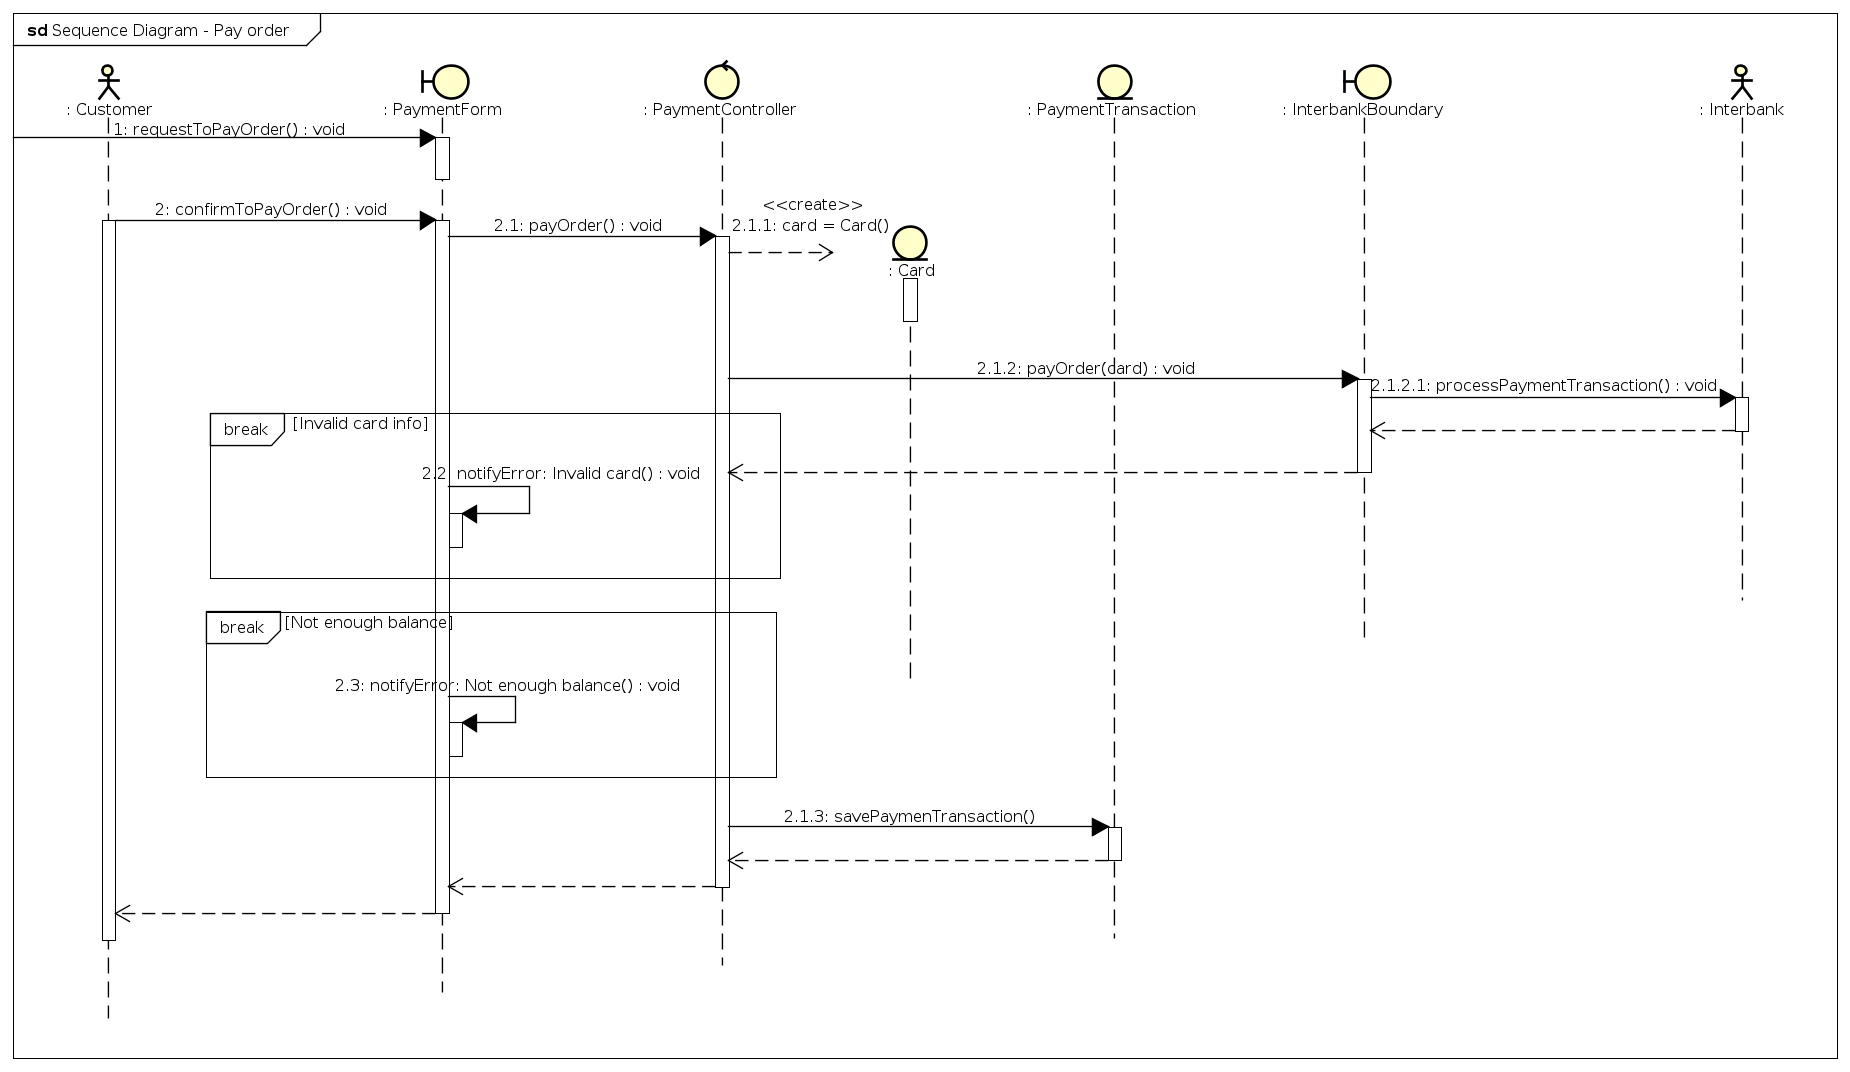 sd Sequence Diagram - Pay order
: Customer
: PaymentForm
: PaymentController
: PaymentTransaction
: InterbankBoundary
: Interbank
1: requestToPayOrder() : void
<<create>>
2: confirmToPayOrder() : void
2.1: payOrder() : void
2.1.1: card = Card()
: Card
2.1.2: payOrder(card) : void
2.1.2.1: processPaymentTransaction() : void
break
[Invalid card info]
2.2 notifyError: Invalid card() : void
break
[Not enough balance]
2.3: notifyError: Not enough balance() : void
2.1.3: savePaymenTransaction()